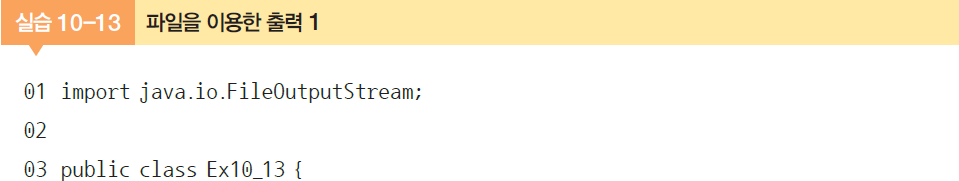 실습 10-13 파일을 이용한 출력 1
01 import java.io.FileOutputStream;
02
03 public class Ex10_13 {